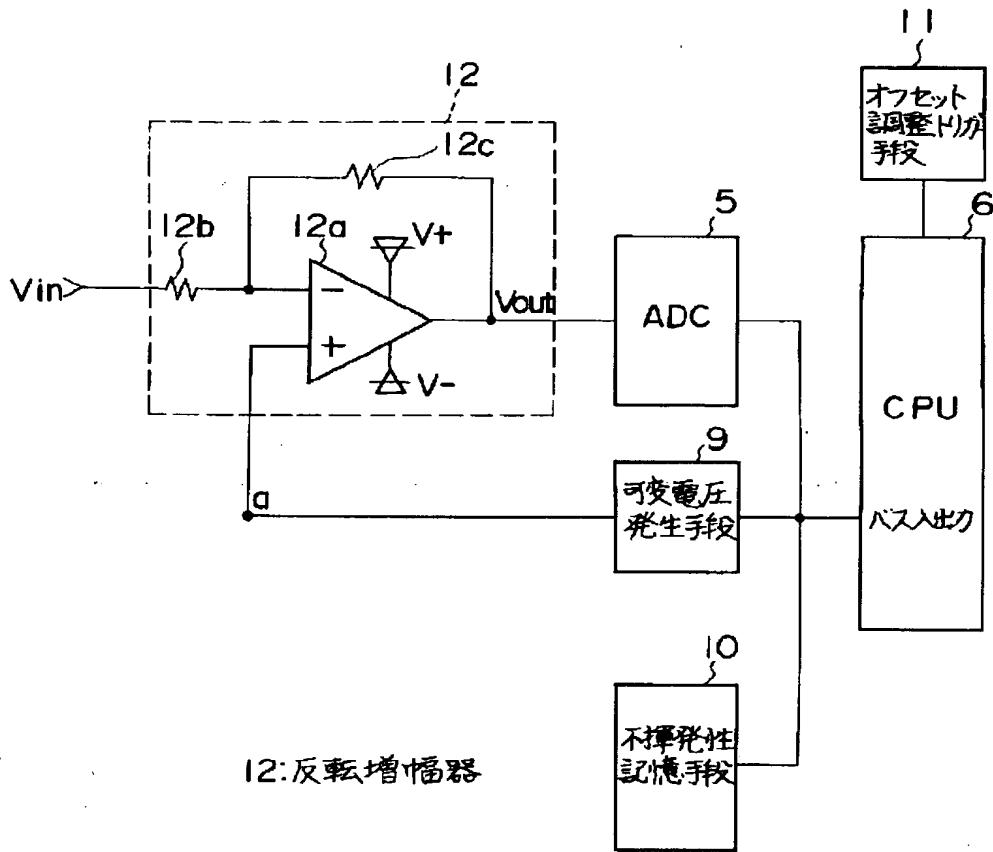 11
オフセット
調整トリガ
手段
12
12c
5
6
12b
12a
V+
Vin
Vout
ADC
CPU
V-
9
a
可変電圧
発生手段
バス入出力
10
不揮発性
記憶手段
12:反転増幅器